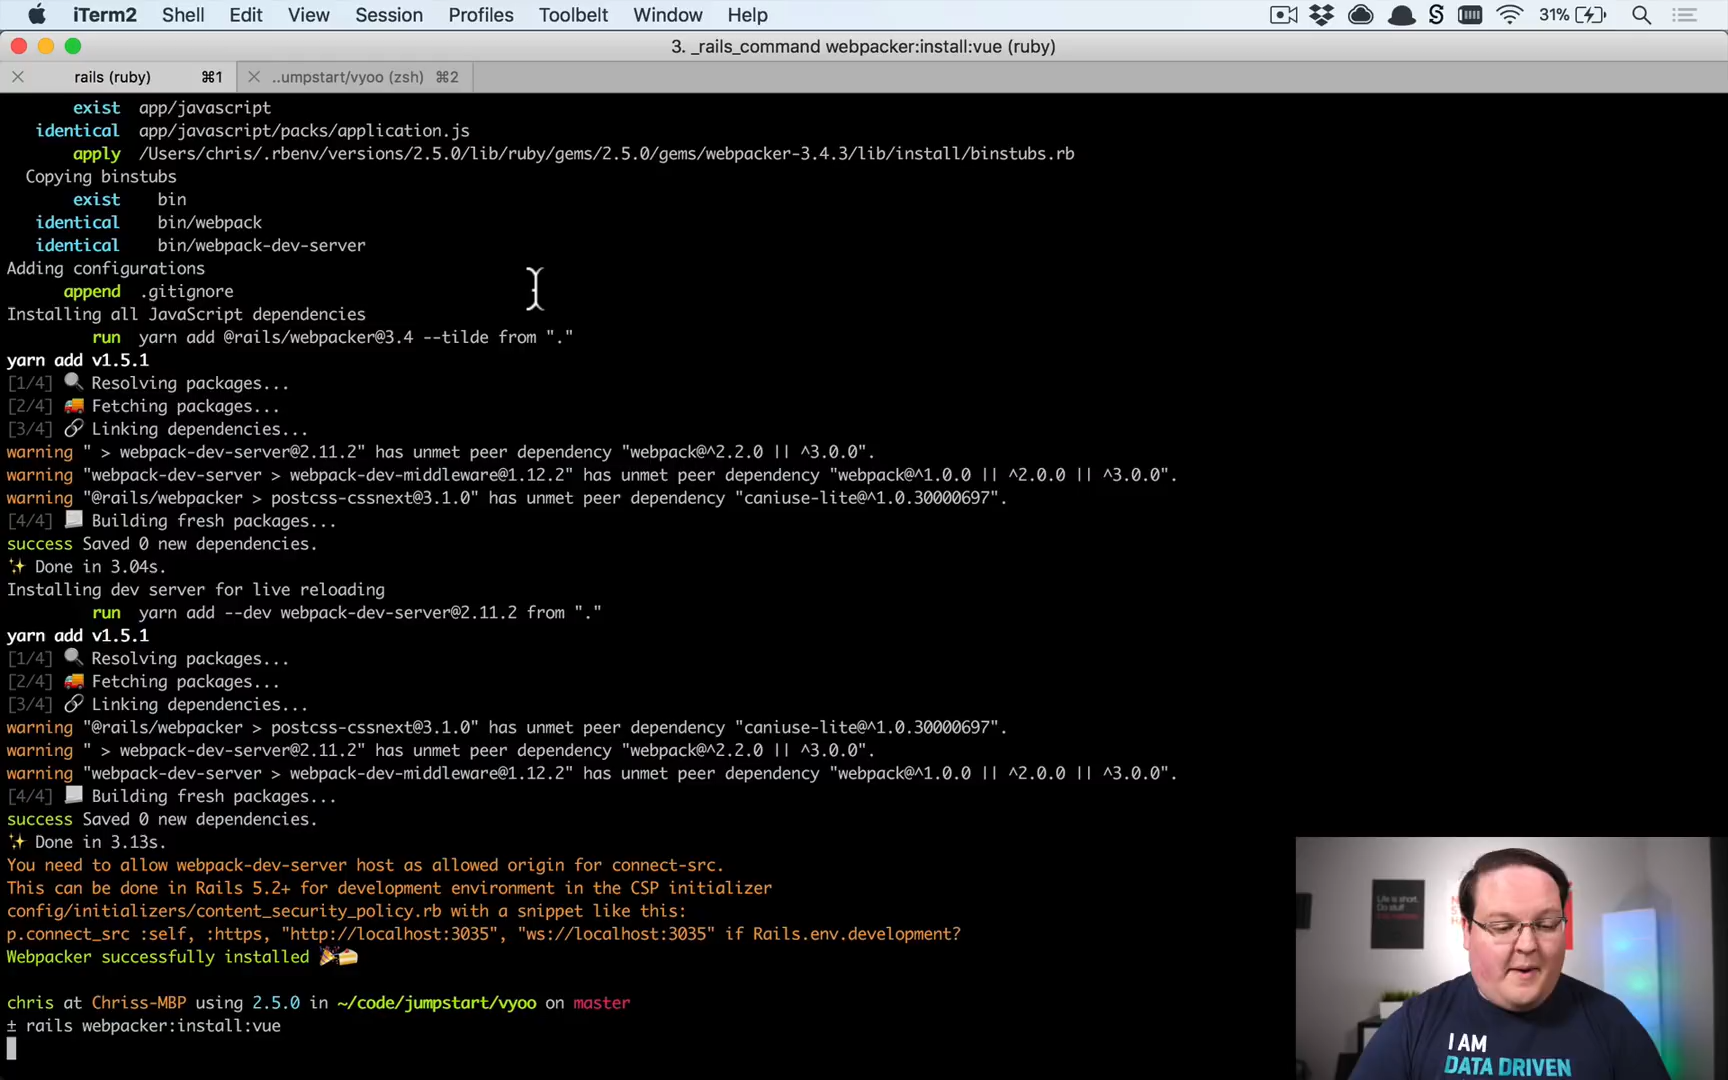 iTerm2 Shell Edit View Session Profiles Toolbelt Window Help 31%
3. _rails_command webpacker:install:vue (ruby)
rails (ruby) ⌘1 ..umpstart/vyoo (zsh) ⌘2
exist app/javascript
identical app/javascript/packs/application.js
apply /Users/chris/.rbenv/versions/2.5.0/lib/ruby/gems/2.5.0/gems/webpacker-3.4.3/lib/install/binstubs.rb
Copying binstubs
exist bin
identical bin/webpack
identical bin/webpack-dev-server
Adding configurations
append .gitignore
Installing all JavaScript dependencies
run yarn add @rails/webpacker@3.4 --tilde from "."
yarn add v1.5.1
[1/4] 🔍 Resolving packages...
[2/4] 🚚 Fetching packages...
[3/4] 🔗 Linking dependencies...
warning " > webpack-dev-server@2.11.2" has unmet peer dependency "webpack@^2.2.0 || ^3.0.0".
warning "webpack-dev-server > webpack-dev-middleware@1.12.2" has unmet peer dependency "webpack@^1.0.0 || ^2.0.0 || ^3.0.0".
warning "@rails/webpacker > postcss-cssnext@3.1.0" has unmet peer dependency "caniuse-lite@^1.0.30000697".
[4/4] 📃 Building fresh packages...
success Saved 0 new dependencies.
✨ Done in 3.04s.
Installing dev server for live reloading
run yarn add --dev webpack-dev-server@2.11.2 from "."
yarn add v1.5.1
[1/4] 🔍 Resolving packages...
[2/4] 🚚 Fetching packages...
[3/4] 🔗 Linking dependencies...
warning "@rails/webpacker > postcss-cssnext@3.1.0" has unmet peer dependency "caniuse-lite@^1.0.30000697".
warning " > webpack-dev-server@2.11.2" has unmet peer dependency "webpack@^2.2.0 || ^3.0.0".
warning "webpack-dev-server > webpack-dev-middleware@1.12.2" has unmet peer dependency "webpack@^1.0.0 || ^2.0.0 || ^3.0.0".
[4/4] 📃 Building fresh packages...
success Saved 0 new dependencies.
✨ Done in 3.13s.
You need to allow webpack-dev-server host as allowed origin for connect-src.
This can be done in Rails 5.2+ for development environment in the CSP initializer
config/initializers/content_security_policy.rb with a snippet like this:
p.connect_src :self, :https, "http://localhost:3035", "ws://localhost:3035" if Rails.env.development?
Webpacker successfully installed 🎉🍰
chris at Chriss-MBP using 2.5.0 in ~/code/jumpstart/vyoo on master
± rails webpacker:install:vue
Life is short.
Do stuff
I AM
DATA DRIVEN